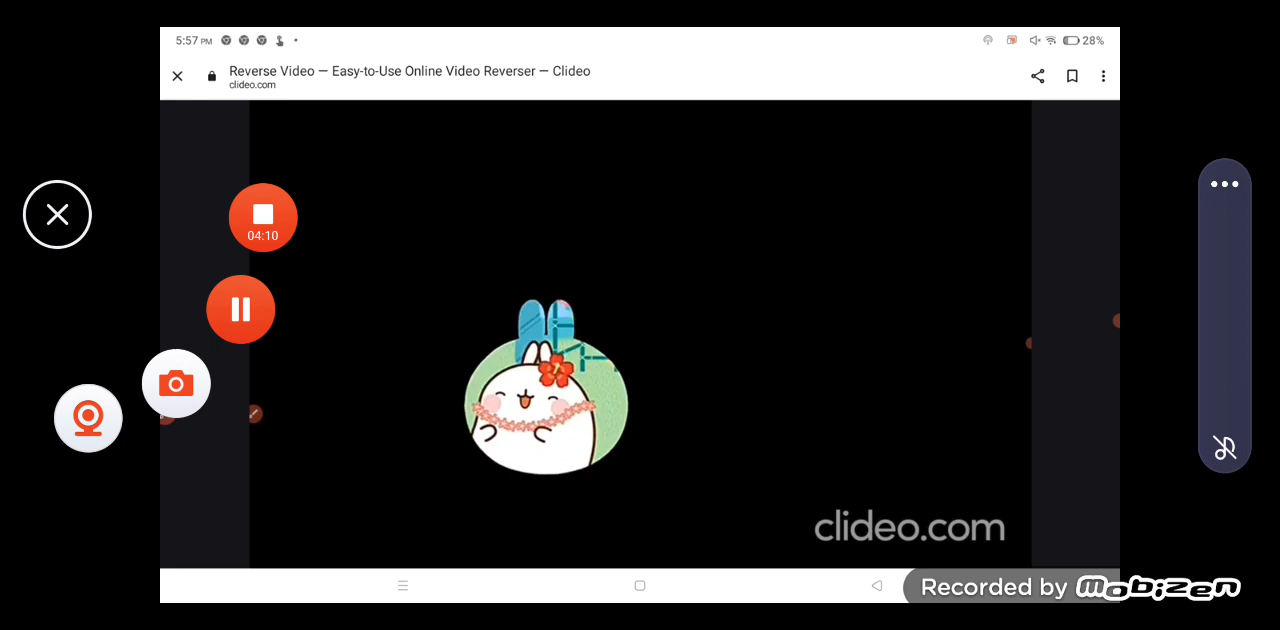 5:57 PM
28%
Reverse Video — Easy-to-Use Online Video Reverser — Clideo
clideo.com
04:10
clideo.com
Recorded by mobizen